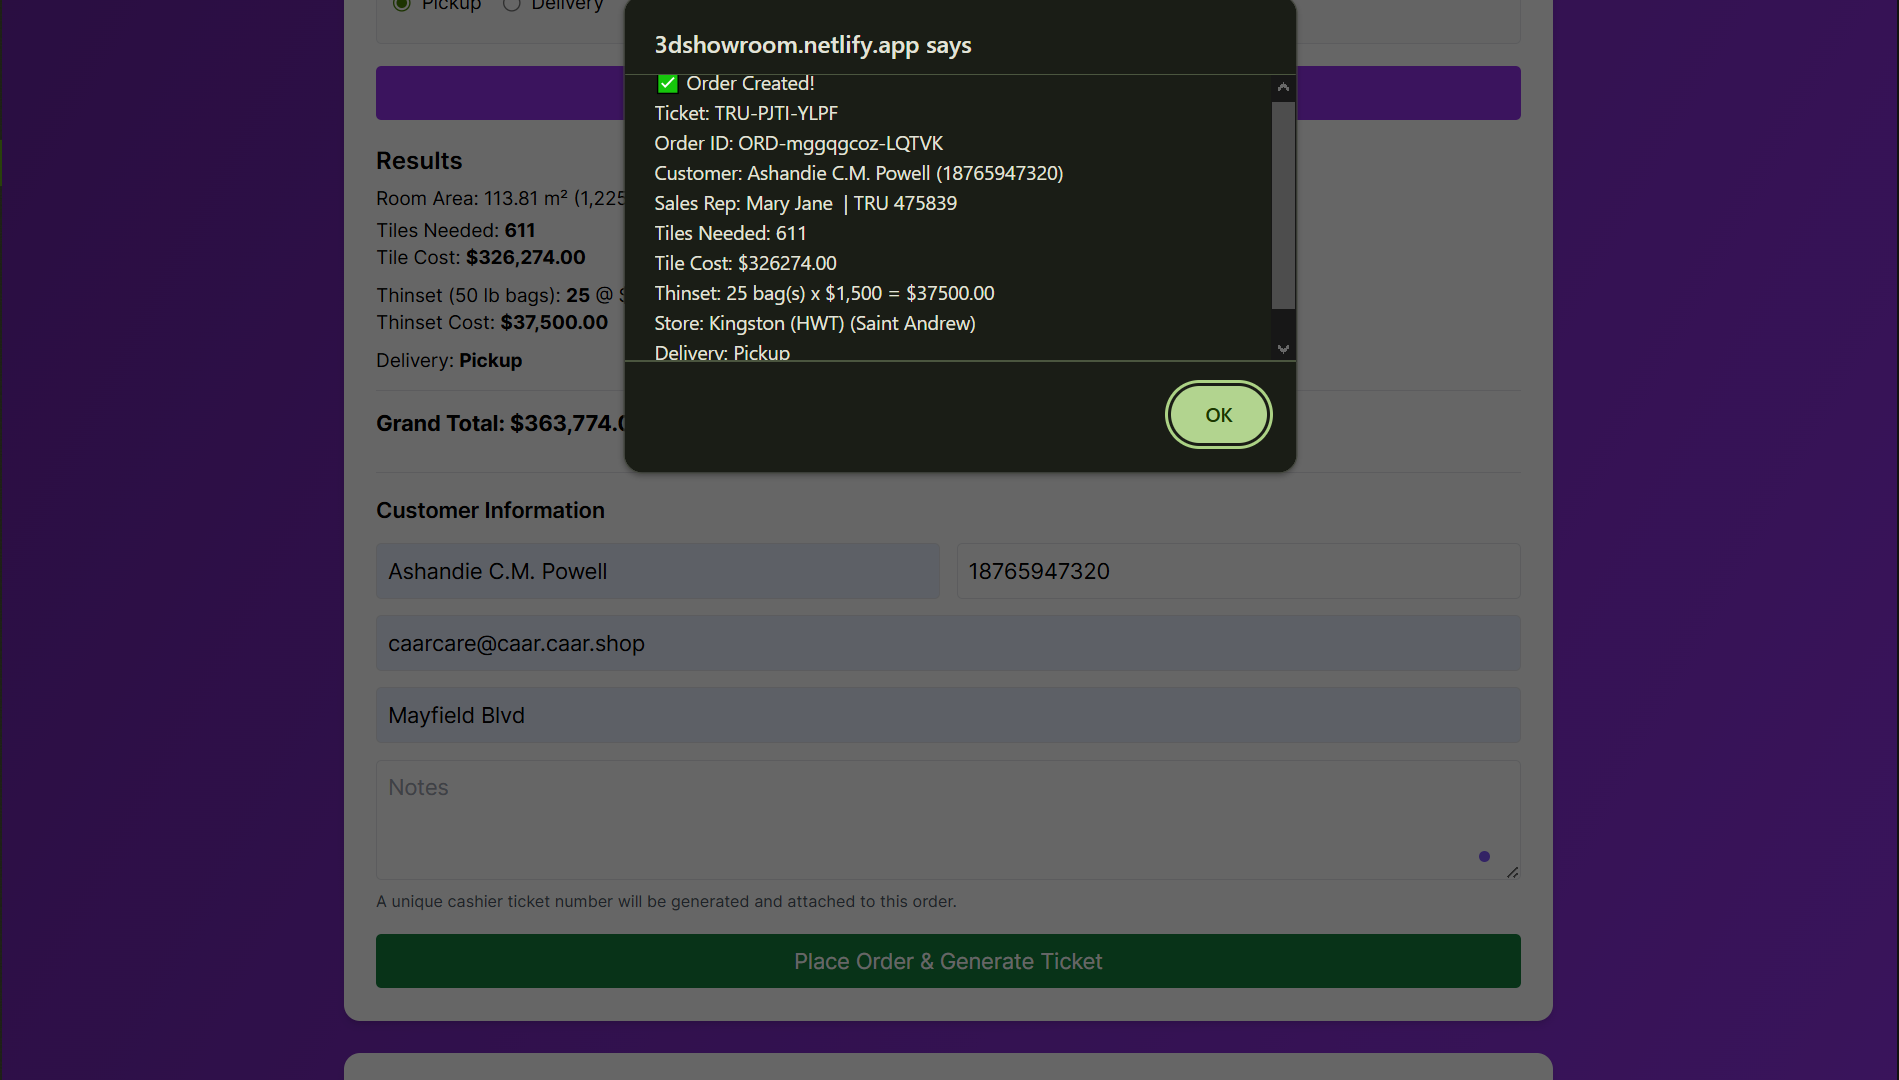 Pickup Delivery
3dshowroom.netlify.app says
✅ Order Created!
Ticket: TRU-PJTI-YLPF
Order ID: ORD-mggqgcoz-LQTVK
Customer: Ashandie C.M. Powell (18765947320)
Sales Rep: Mary Jane | TRU 475839
Tiles Needed: 611
Tile Cost: $326274.00
Thinset: 25 bag(s) x $1,500 = $37500.00
Store: Kingston (HWT) (Saint Andrew)
Delivery: Pickup
OK
Results
Room Area: 113.81 m² (1,225
Tiles Needed: 611
Tile Cost: $326,274.00
Thinset (50 lb bags): 25 @
Thinset Cost: $37,500.00
Delivery: Pickup
Grand Total: $363,774.0
Customer Information
Ashandie C.M. Powell
18765947320
caarcare@caar.caar.shop
Mayfield Blvd
Notes
A unique cashier ticket number will be generated and attached to this order.
Place Order & Generate Ticket